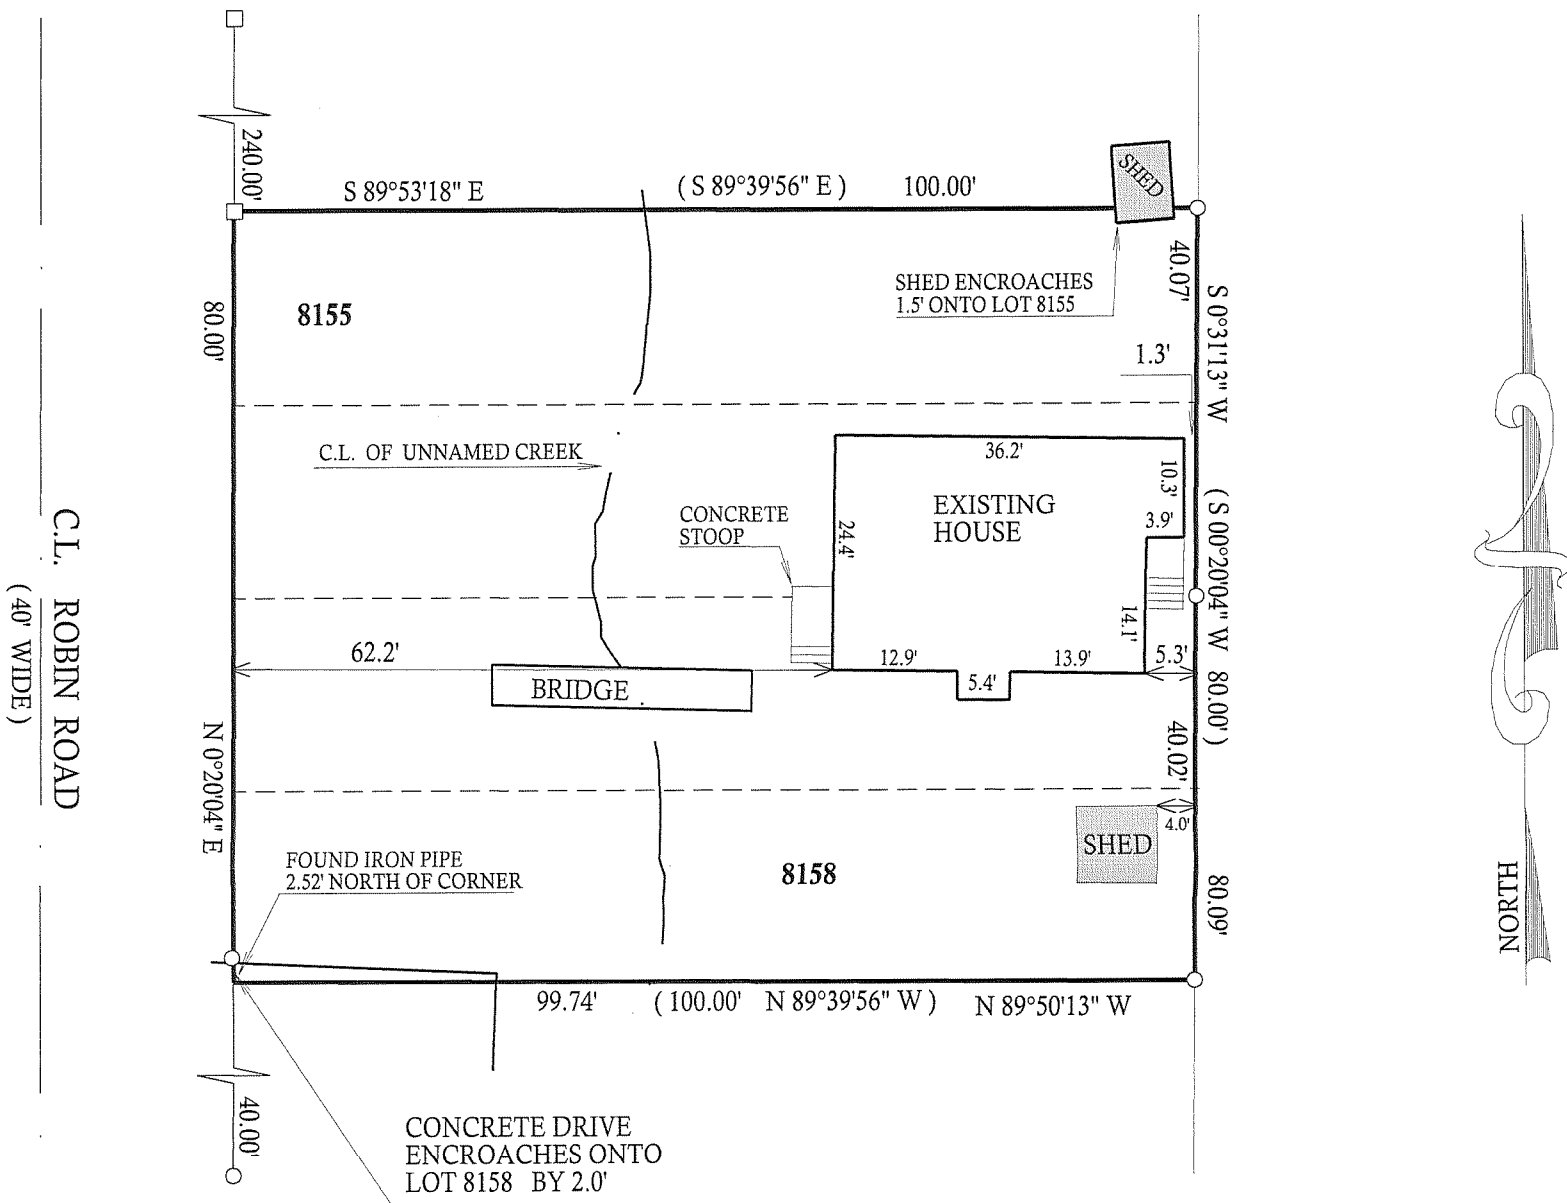 240.00'
S 89°53'18" E
( S 89°39'56" E )
100.00'
SHED
40.07'
S 0°31'13" W
SHED ENCROACHES
1.5' ONTO LOT 8155
8155
80.00'
1.3'
C.L. OF UNNAMED CREEK
36.2'
10.3'
3.9'
EXISTING
HOUSE
CONCRETE
STOOP
24.4'
14.1'
( S 00°20'04" W 80.00' )
C.L. ROBIN ROAD
( 40' WIDE )
62.2'
12.9'
13.9'
5.3'
5.4'
BRIDGE
40.02'
N 0°20'04" E
4.0'
SHED
FOUND IRON PIPE
2.52' NORTH OF CORNER
8158
80.09'
NORTH
99.74'
( 100.00' N 89°39'56" W )
N 89°50'13" W
40.00'
CONCRETE DRIVE
ENCROACHES ONTO
LOT 8158 BY 2.0'